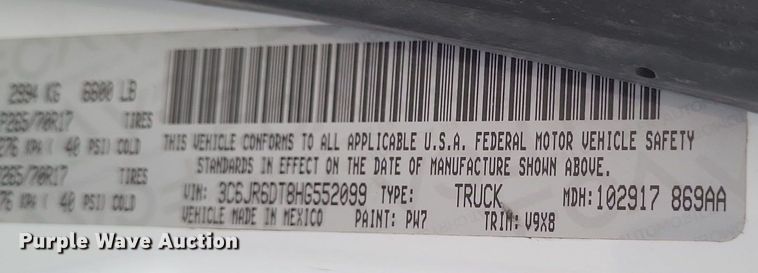 2994 KG 6600 LB
P265/70R17 TIRES
276 KPA ( 40 PSI) COLD
P265/70R17 TIRES
276 KPA ( 40 PSI) COLD
THIS VEHICLE CONFORMS TO ALL APPLICABLE U.S.A. FEDERAL MOTOR VEHICLE SAFETY
STANDARDS IN EFFECT ON THE DATE OF MANUFACTURE SHOWN ABOVE.
VIN: 3C6JR6DT8HG552099 TYPE: TRUCK MDH: 102917 869AA
VEHICLE MADE IN MEXICO PAINT: PW7 TRIM: V9X8
Purple Wave Auction